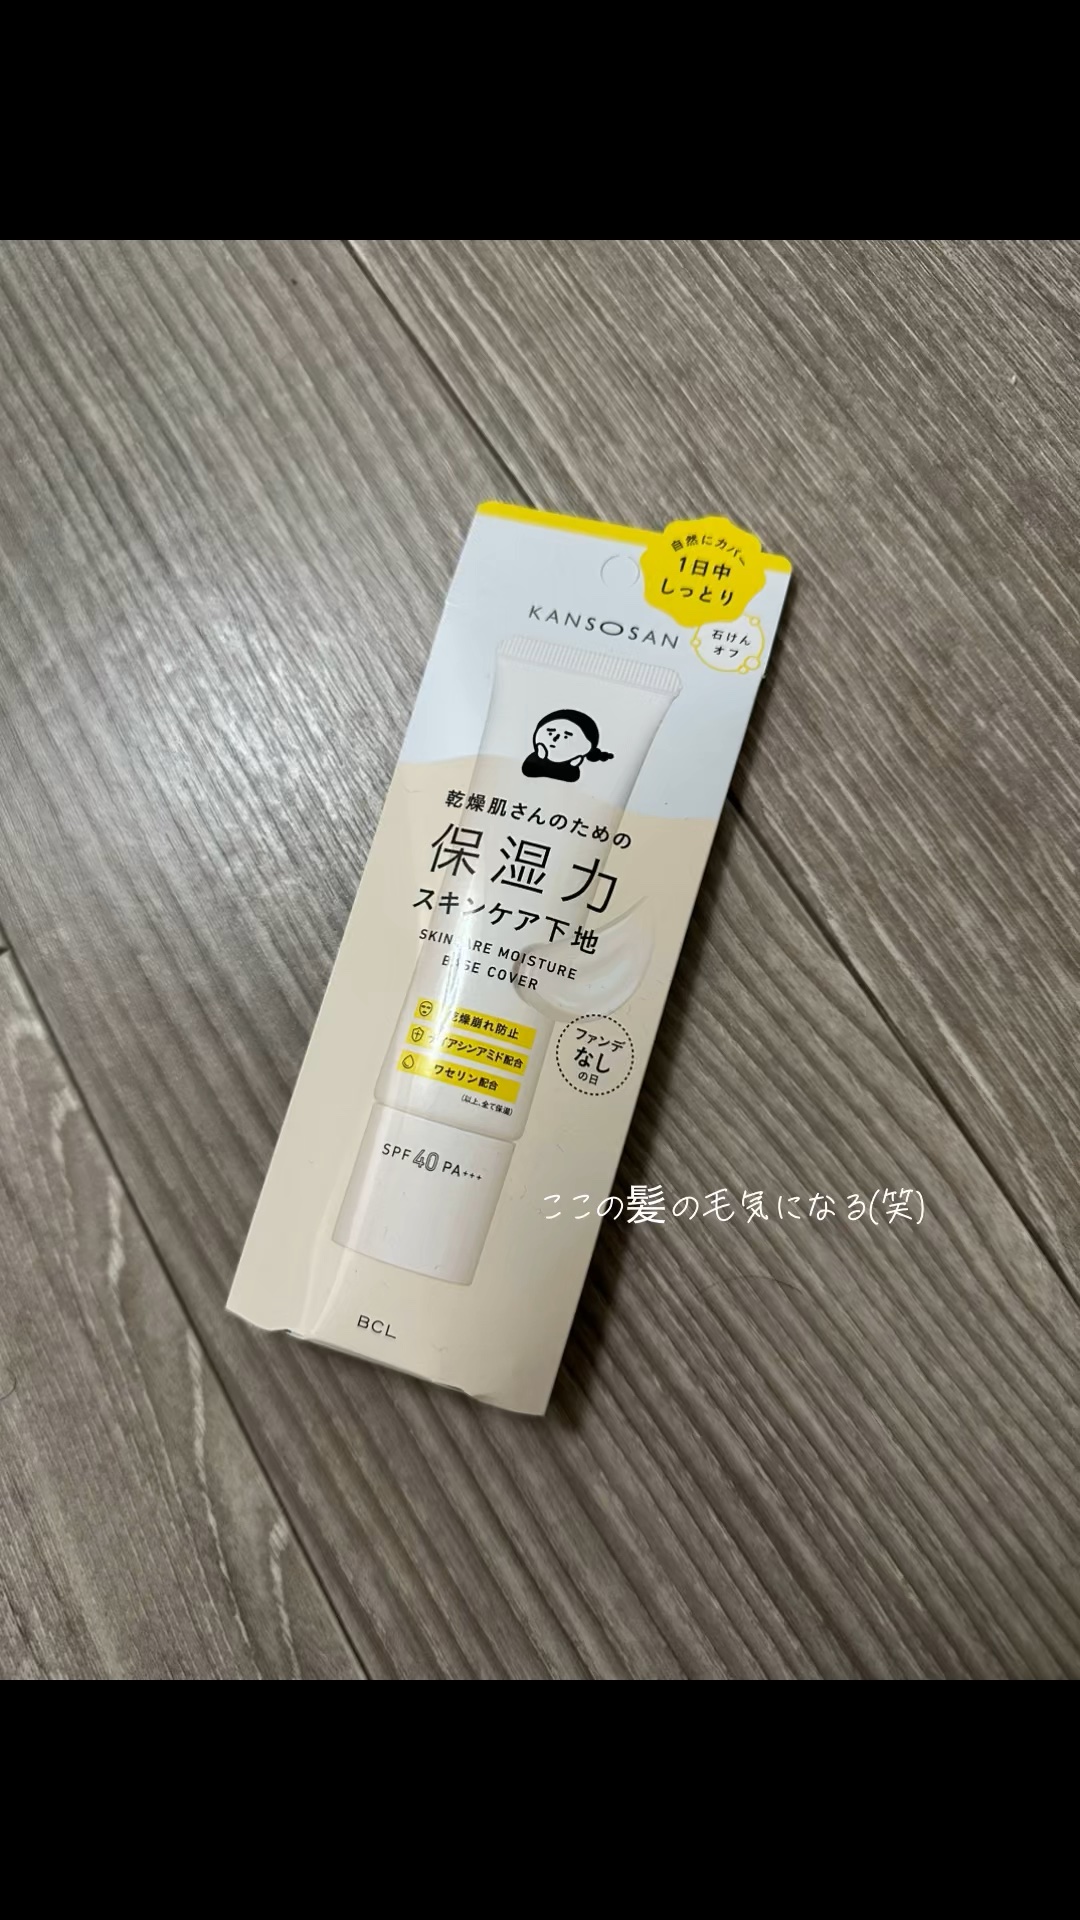 自然にカバー
1日中
しっとり
石けん
オフ
KANSOSAN
乾燥肌さんのための
保湿力
スキンケア下地
SKINCARE MOISTURE
BASE COVER
乾燥崩れ防止
ナイアシンアミド配合
ワセリン配合
(以上、全て保湿)
ファンデ
なし
の日
SPF40 PA+++
ここの髪の毛気になる(笑)
BCL